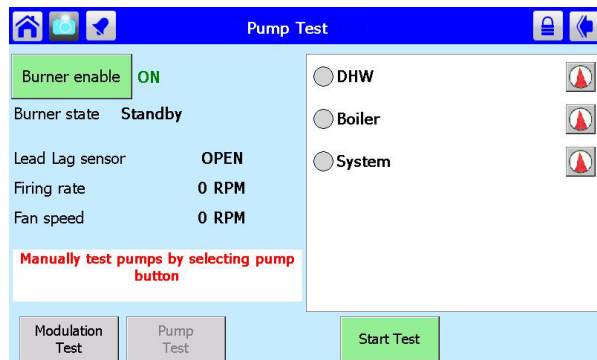 Pump Test
Burner enable ON
Burner state Standby
Lead Lag sensor OPEN
Firing rate 0 RPM
Fan speed 0 RPM
Manually test pumps by selecting pump
button
DHW
Boiler
System
Modulation
Test
Pump
Test
Start Test